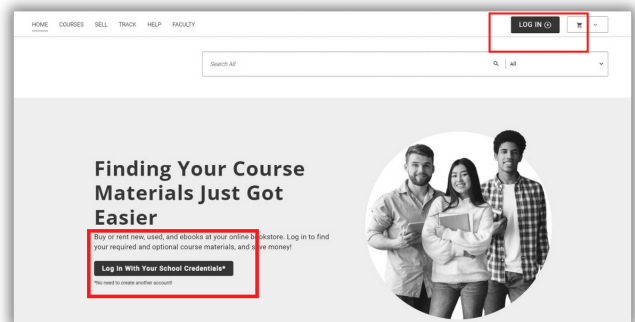 HOME COURSES SELL TRACK HELP FACULTY LOG IN
Search All All
Finding Your Course
Materials Just Got
Easier
Buy or rent new, used, and ebooks at your online bookstore. Log in to find
your required and optional course materials, and save money!
Log In With Your School Credentials*
*No need to create another account!